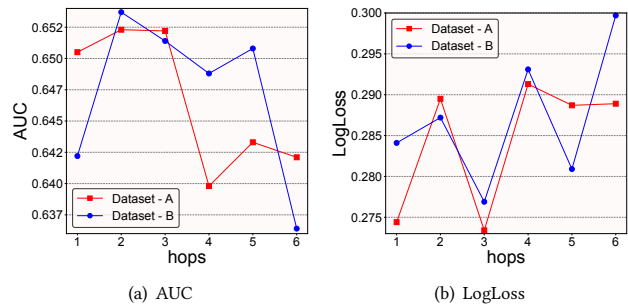 0.652
0.650
0.647
0.645
0.642
0.640
0.637
AUC
Dataset - A
Dataset - B
1 2 3 4 5 6
hops
(a) AUC
0.300
0.295
0.290
0.285
0.280
0.275
LogLoss
Dataset - A
Dataset - B
1 2 3 4 5 6
hops
(b) LogLoss